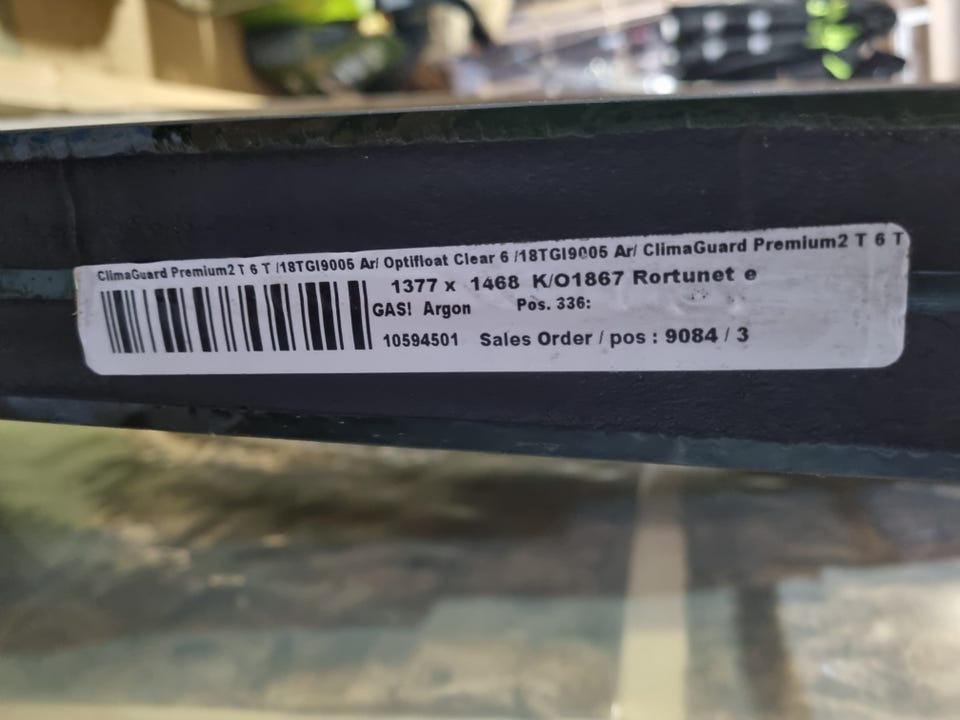 ClimaGuard Premium2 T 6 T /18TGI9005 Ar/ Optifloat Clear 6 /18TGI9005 Ar/ ClimaGuard Premium2 T 6 T
1377 x 1468 K/O1867 Rortunet e
GAS! Argon Pos. 336:
10594501 Sales Order / pos : 9084 / 3